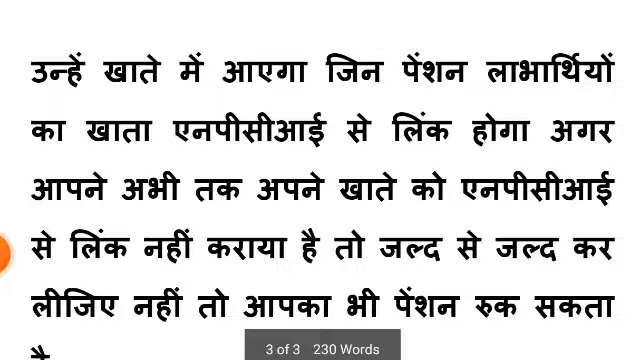 उन्हें खाते में आएगा जिन पेंशन लाभार्थियों
का खाता एनपीसीआई से लिंक होगा अगर
आपने अभी तक अपने खाते को एनपीसीआई
से लिंक नहीं कराया है तो जल्द से जल्द कर
लीजिए नहीं तो आपका भी पेंशन रुक सकता
3 of 3 230 Words